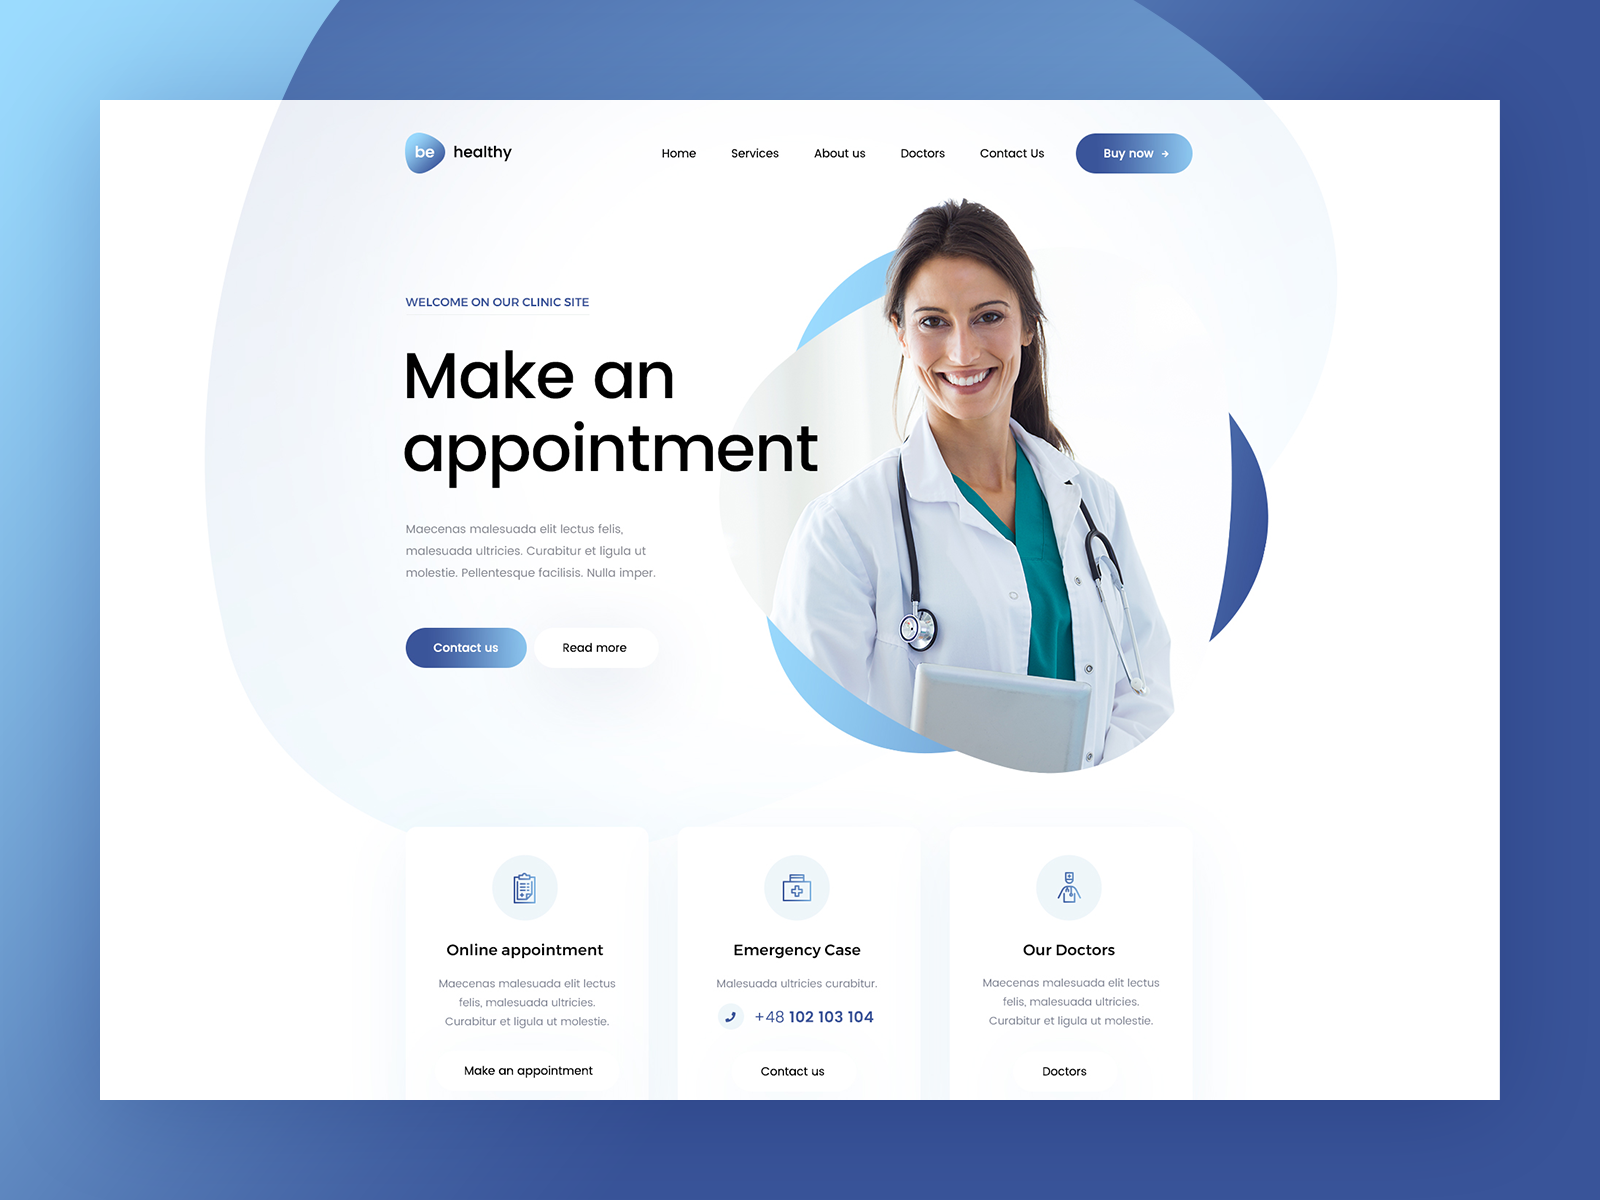 be healthy
Home Services About us Doctors Contact Us Buy now →
WELCOME ON OUR CLINIC SITE
Make an
appointment
Maecenas malesuada elit lectus felis,
malesuada ultricies. Curabitur et ligula ut
molestie. Pellentesque facilisis. Nulla imper.
Contact us Read more
Online appointment
Maecenas malesuada elit lectus
felis, malesuada ultricies.
Curabitur et ligula ut molestie.
Make an appointment
Emergency Case
Malesuada ultricies curabitur.
+48 102 103 104
Contact us
Our Doctors
Maecenas malesuada elit lectus
felis, malesuada ultricies.
Curabitur et ligula ut molestie.
Doctors